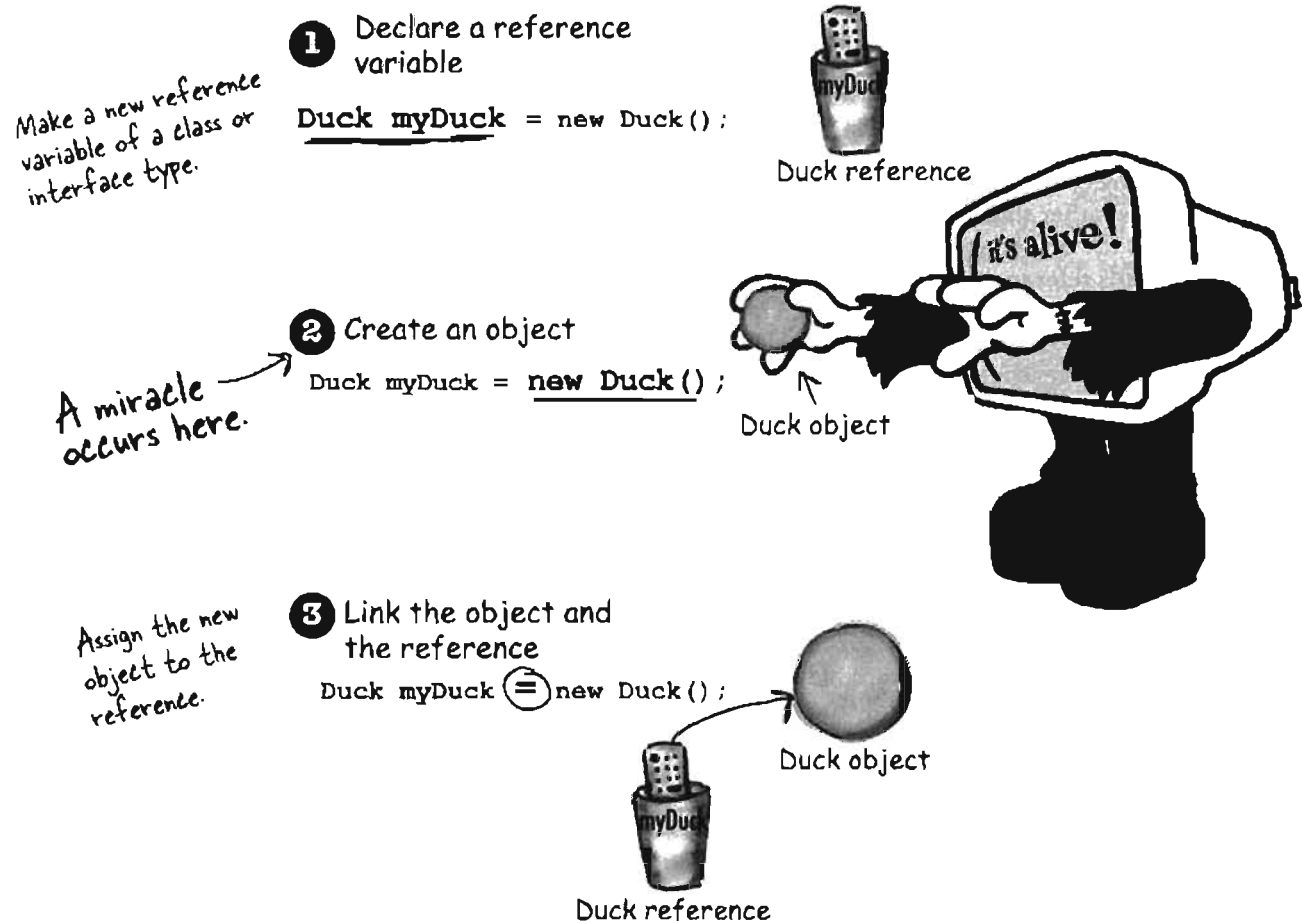 1 Declare a reference
variable
Make a new reference
variable of a class or
interface type.
Duck myDuck = new Duck();
myDuck
Duck reference
it's alive!
2 Create an object
A miracle
occurs here.
Duck myDuck = new Duck();
Duck object
3 Link the object and
the reference
Assign the new
object to the
reference.
Duck myDuck = new Duck();
Duck object
myDuck
Duck reference